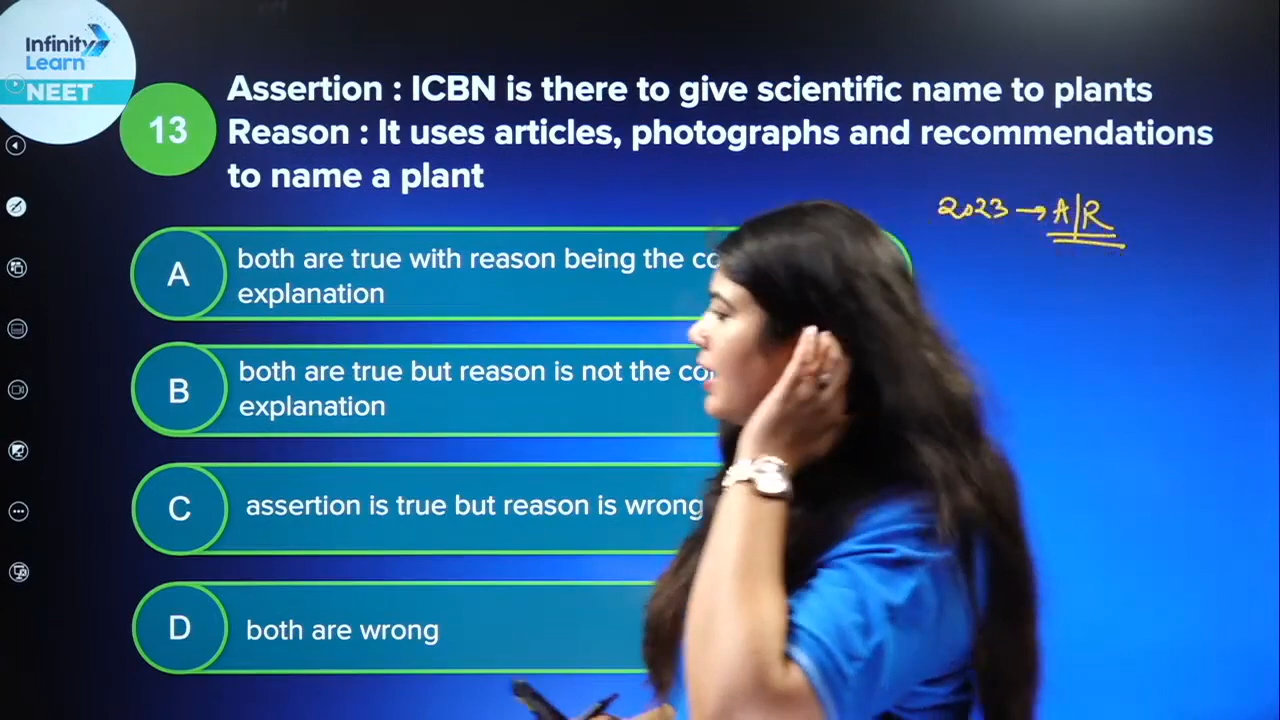 Infinity
Learn
NEET
13
Assertion : ICBN is there to give scientific name to plants
Reason : It uses articles, photographs and recommendations
to name a plant
2023 → A/R
A
both are true with reason being the
explanation
B
both are true but reason is not the
explanation
C
assertion is true but reason is wrong
D
both are wrong